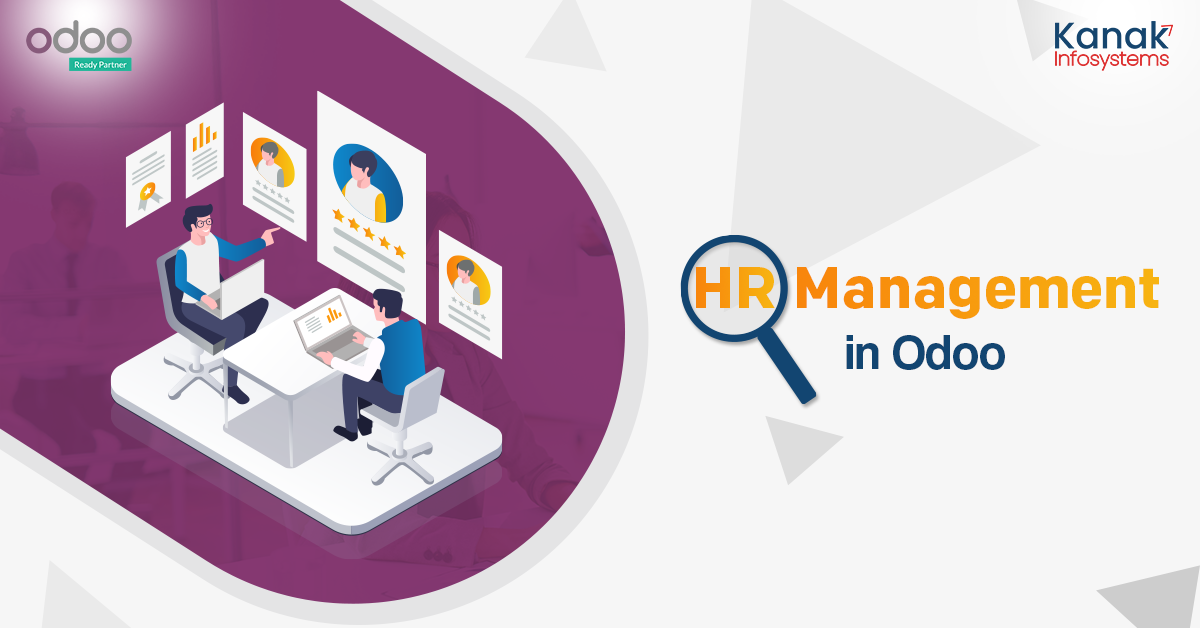 odoo
Ready Partner
Kanak
Infosystems
HR Management
in Odoo